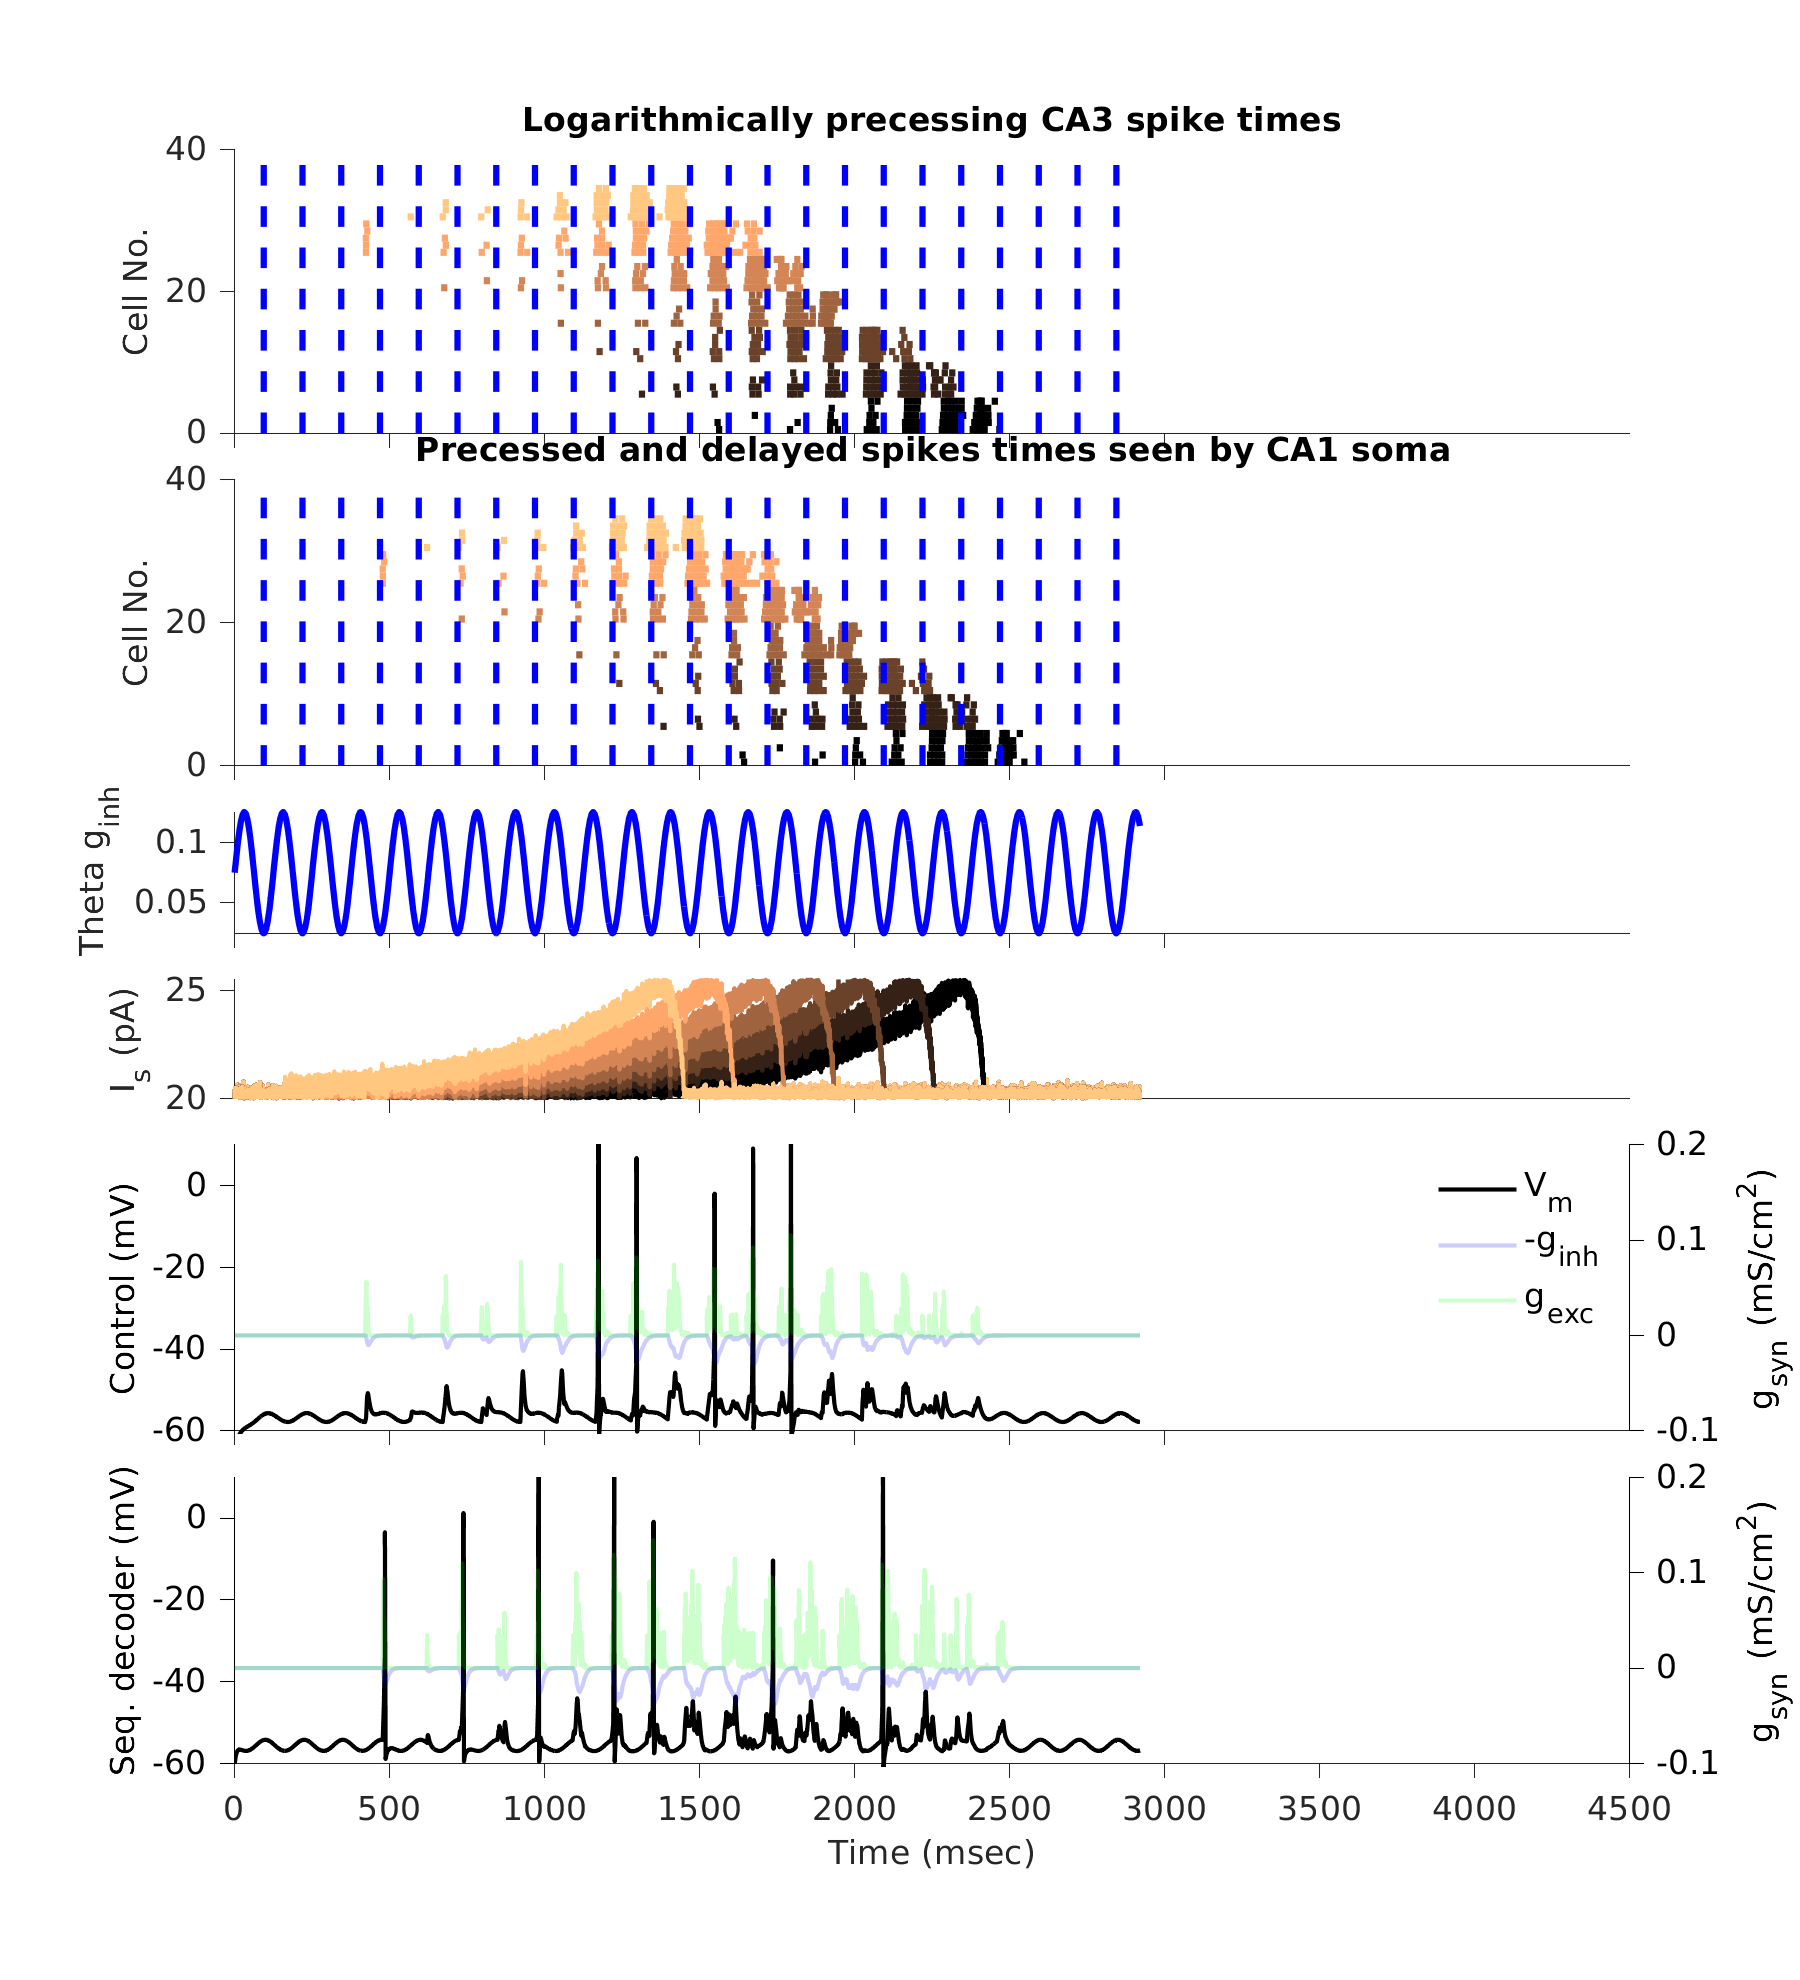 Logarithmically precessing CA3 spike times
40
20
0
Cell No.
Precessed and delayed spikes times seen by CA1 soma
40
20
0
Cell No.
0.1
0.05
Theta g_inh
25
20
I_s (pA)
0
-20
-40
-60
Control (mV)
V_m
-g_inh
g_exc
0.2
0.1
0
-0.1
g_syn (mS/cm^2)
0
-20
-40
-60
Seq. decoder (mV)
0.2
0.1
0
-0.1
g_syn (mS/cm^2)
0 500 1000 1500 2000 2500 3000 3500 4000 4500
Time (msec)